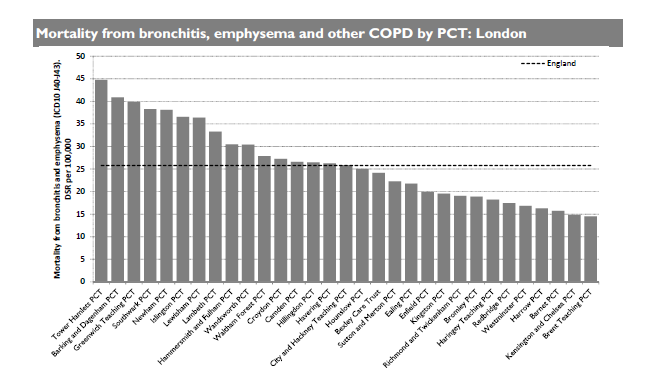 Mortality from bronchitis, emphysema and other COPD by PCT: London
Mortality from bronchitis and emphysema (ICD10 J40-J43).
DSR per 100,000
50
45
40
35
30
25
20
15
10
5
0
England
Tower Hamlets PCT
Barking and Dagenham PCT
Greenwich Teaching PCT
Southwark PCT
Newham PCT
Islington PCT
Lewisham PCT
Lambeth PCT
Hammersmith and Fulham PCT
Wandsworth PCT
Waltham Forest PCT
Croydon PCT
Camden PCT
Hillingdon PCT
Havering PCT
City and Hackney Teaching PCT
Hounslow PCT
Bexley Care Trust
Sutton and Merton PCT
Ealing PCT
Enfield PCT
Kingston PCT
Richmond and Twickenham PCT
Bromley PCT
Haringey Teaching PCT
Redbridge PCT
Westminster PCT
Harrow PCT
Barnet PCT
Kensington and Chelsea PCT
Brent Teaching PCT